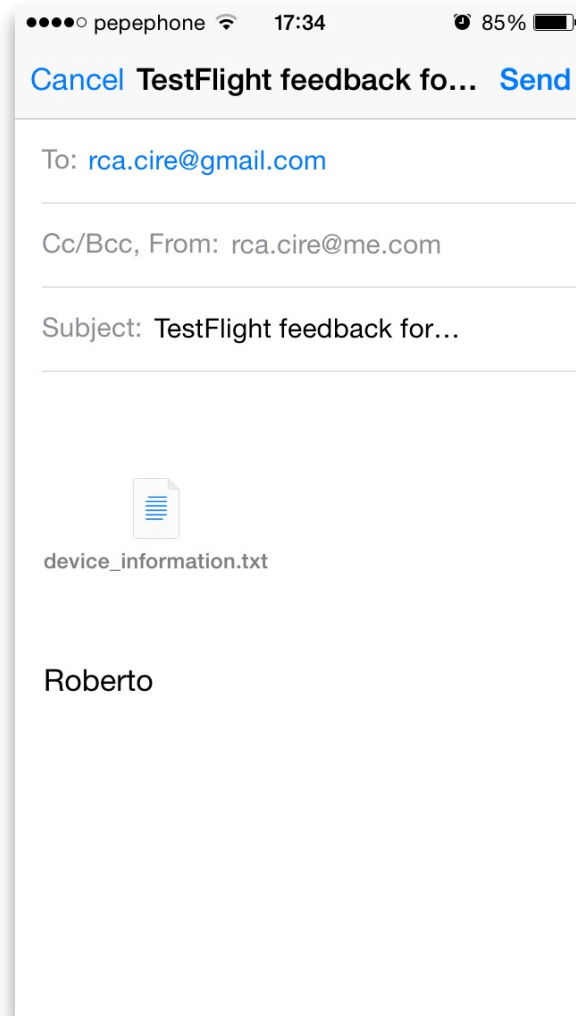 pepephone 17:34 85%
Cancel TestFlight feedback fo... Send
To: rca.cire@gmail.com
Cc/Bcc, From: rca.cire@me.com
Subject: TestFlight feedback for...
device_information.txt
Roberto